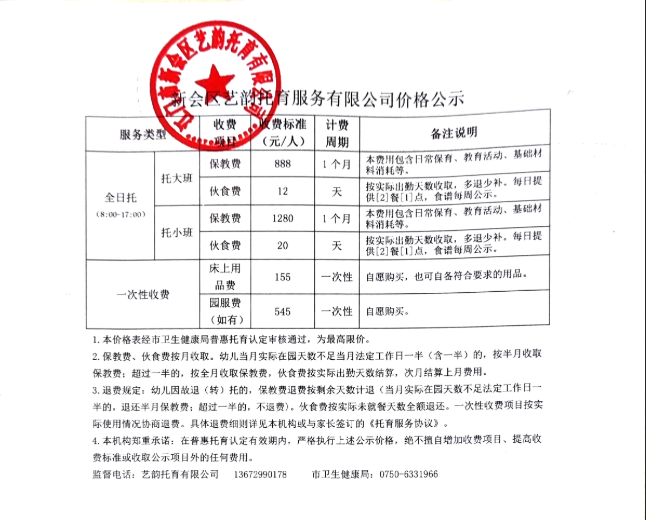 江门市新会区艺韵托育有限公司
新会区艺韵托育服务有限公司价格公示
服务类型 收费项目 收费标准（元/人） 计费周期 备注说明
全日托（8:00-17:00） 托大班 保教费 888 1个月 本费用包含日常保育、教育活动、基础材料消耗等。
伙食费 12 天 按实际出勤天数收取，多退少补。每日提供[2]餐[1]点，食谱每周公示。
托小班 保教费 1280 1个月 本费用包含日常保育、教育活动、基础材料消耗等。
伙食费 20 天 按实际出勤天数收取，多退少补。每日提供[2]餐[1]点，食谱每周公示。
一次性收费 床上用品费 155 一次性 自愿购买，也可自备符合要求的用品。
园服费（如有） 545 一次性 自愿购买。
1.本价格表经市卫生健康局普惠托育认定审核通过，为最高限价。
2.保教费、伙食费按月收取。幼儿当月实际在园天数不足当月法定工作日一半（含一半）的，按半月收取
保教费；超过一半的，按全月收取保教费，伙食费按实际出勤天数结算，次月结算上月费用。
3.退费规定：幼儿因故退（转）托的，保教费退费按剩余天数计退（当月实际在园天数不足法定工作日一
半的，退还半月保教费；超过一半的，不退费）。伙食费按实际未就餐天数全额退还。一次性收费项目按实
际使用情况协商退费。具体退费细则详见本机构或与家长签订的《托育服务协议》。
4.本机构郑重承诺：在普惠托育认定有效期内，严格执行上述公示价格，绝不擅自增加收费项目、提高收
费标准或收取公示项目外的任何费用。
监督电话：艺韵托育有限公司 13672990178 市卫生健康局：0750-6331966